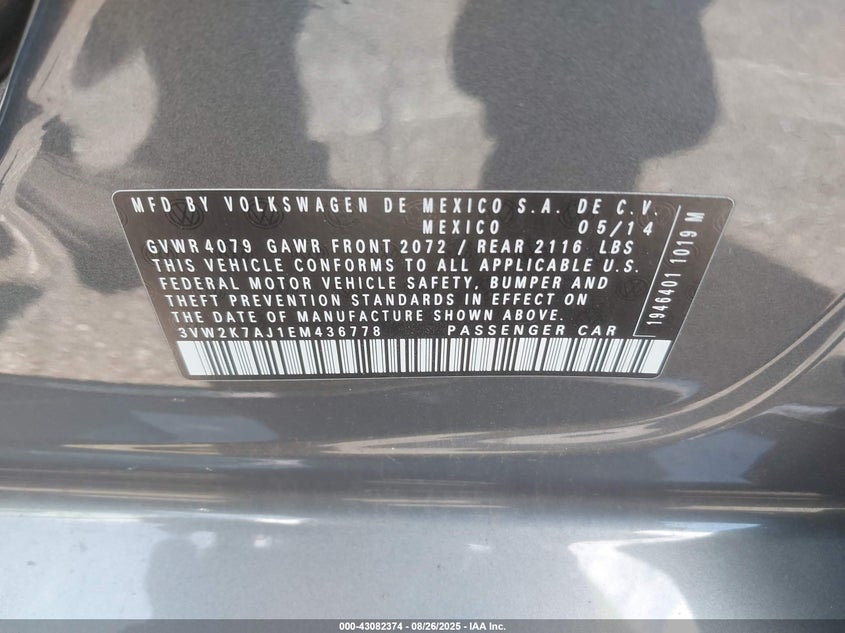 MFD BY VOLKSWAGEN DE MEXICO S.A. DE C.V.
MEXICO 05/14
GVWR 4079 GAWR FRONT 2072 / REAR 2116 LBS
THIS VEHICLE CONFORMS TO ALL APPLICABLE U.S.
FEDERAL MOTOR VEHICLE SAFETY, BUMPER AND
THEFT PREVENTION STANDARDS IN EFFECT ON
THE DATE OF MANUFACTURE SHOWN ABOVE.
3VW2K7AJ1EM436778 PASSENGER CAR
1946401 1019 M
000-43082374 | 08/26/2025 - IAA Inc.